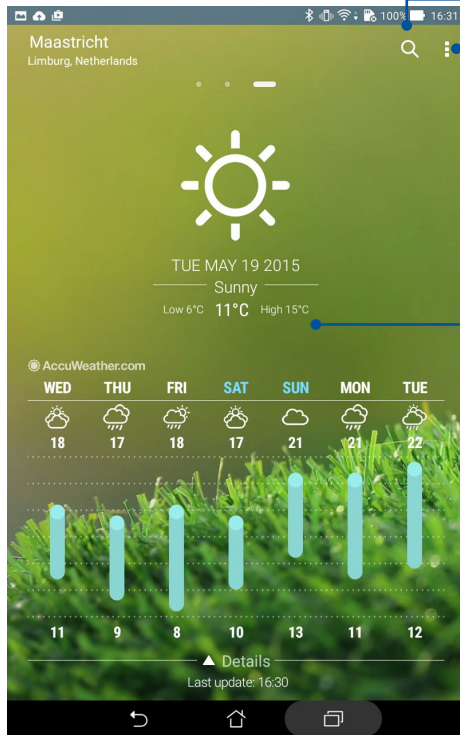 100% 16:31
Maastricht
Limburg, Netherlands
TUE MAY 19 2015
Sunny
Low 6°C 11°C High 15°C
AccuWeather.com
WED THU FRI SAT SUN MON TUE
18 17 18 17 21 21 22
11 9 8 10 13 11 12
Details
Last update: 16:30